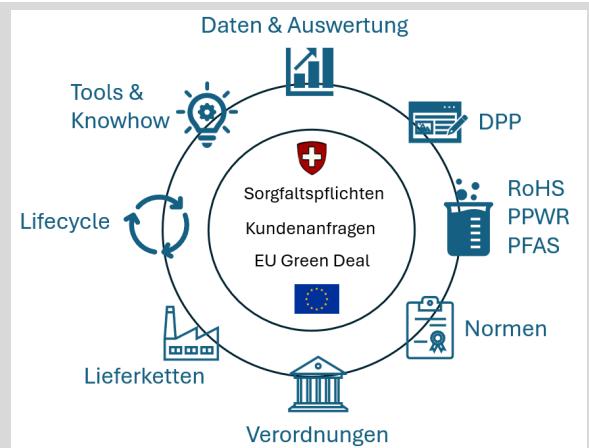 Daten & Auswertung
Tools &
Knowhow
DPP
Sorgfaltspflichten
Kundenanfragen
EU Green Deal
RoHS
PPWR
PFAS
Lifecycle
Normen
Lieferketten
Verordnungen